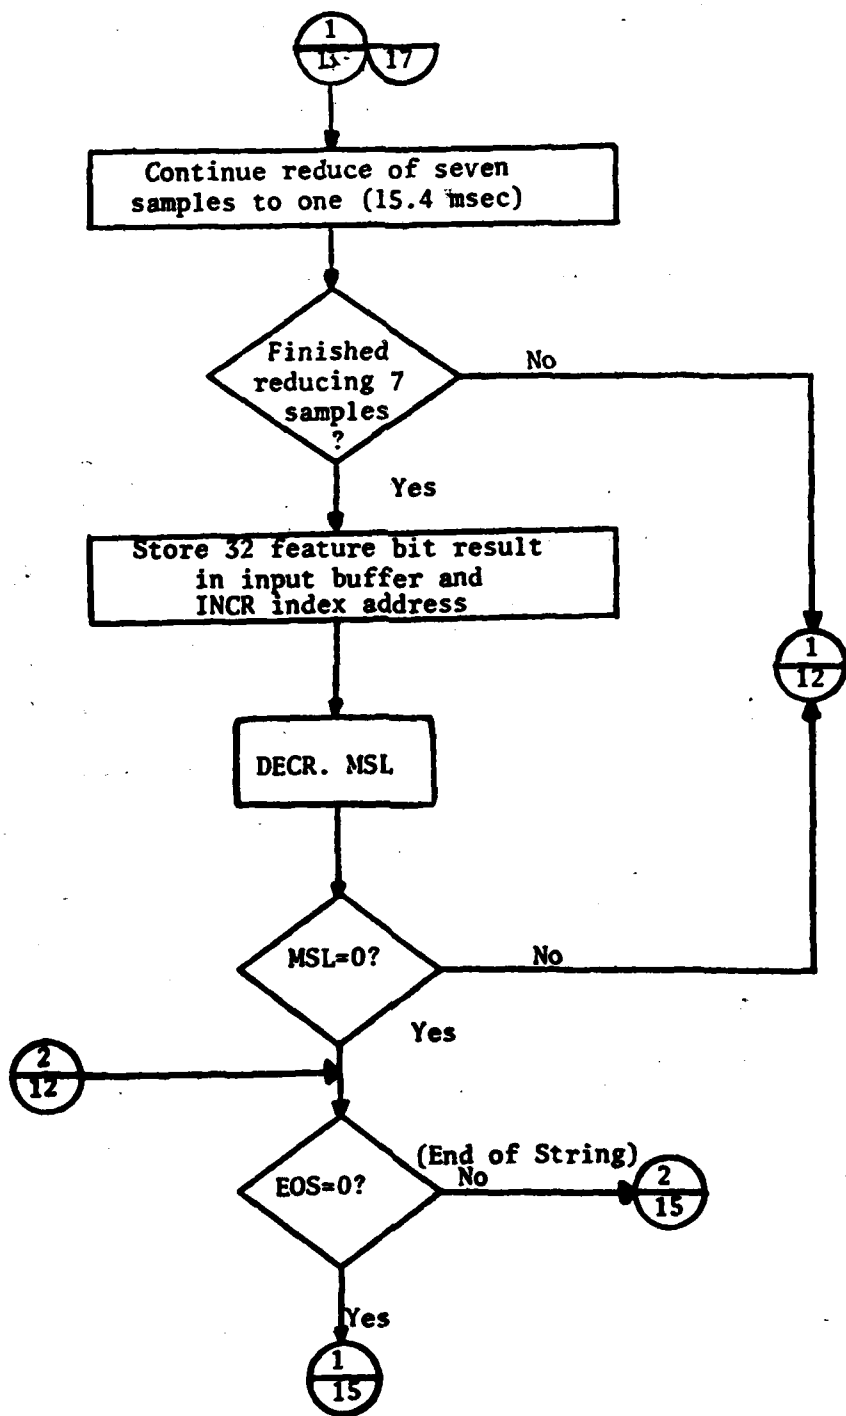 1
17
Continue reduce of seven
samples to one (15.4 msec)
Finished
reducing 7
samples
?
No
Yes
Store 32 feature bit result
in input buffer and
INCR index address
1
12
DECR. MSL
MSL=0?
No
Yes
2
12
(End of String)
EOS=0?
No
2
15
Yes
1
15